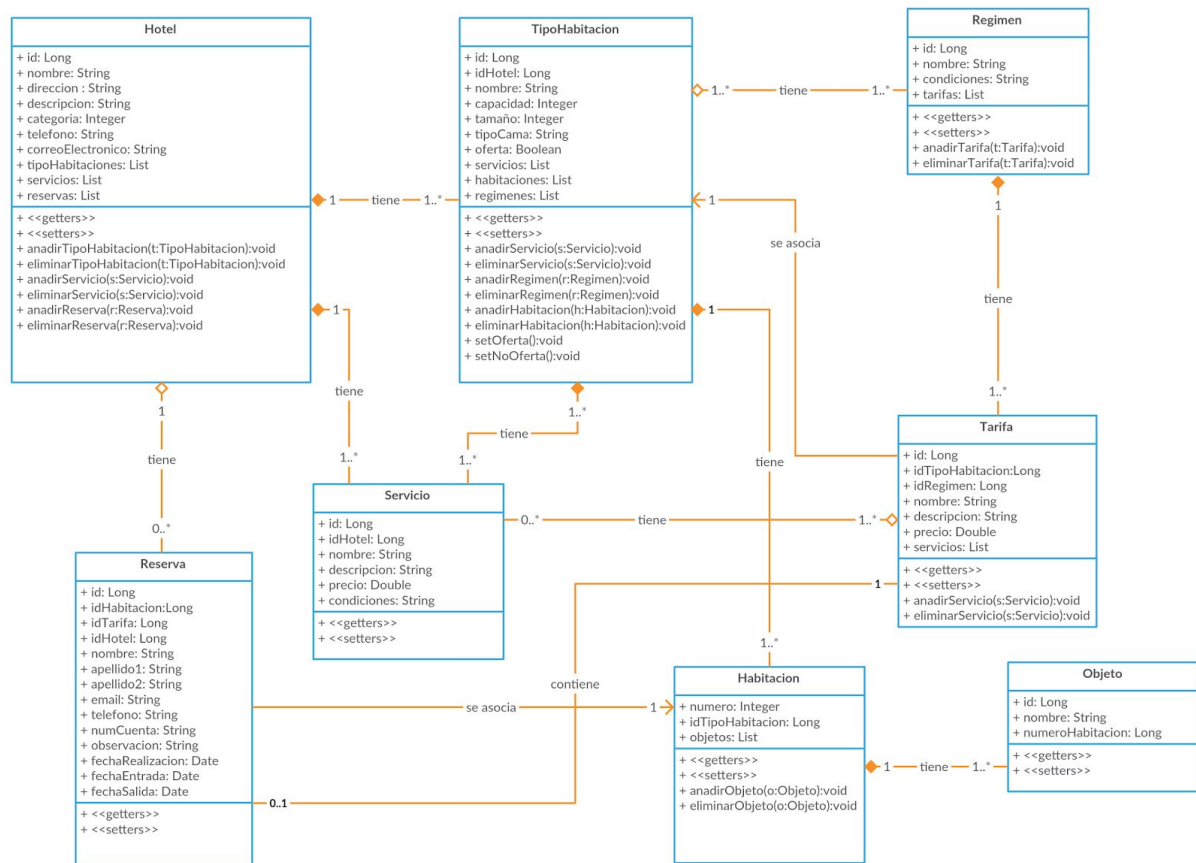 Hotel
+ id: Long
+ nombre: String
+ direccion : String
+ descripcion: String
+ categoria: Integer
+ telefono: String
+ correoElectronico: String
+ tipoHabitaciones: List
+ servicios: List
+ reservas: List
+ <<getters>>
+ <<setters>>
+ anadirTipoHabitacion(t:TipoHabitacion):void
+ eliminarTipoHabitacion(t:TipoHabitacion):void
+ anadirServicio(s:Servicio):void
+ eliminarServicio(s:Servicio):void
+ anadirReserva(r:Reserva):void
+ eliminarReserva(r:Reserva):void
1 tiene 1..*
TipoHabitacion
+ id: Long
+ idHotel: Long
+ nombre: String
+ capacidad: Integer
+ tamaño: Integer
+ tipoCama: String
+ oferta: Boolean
+ servicios: List
+ habitaciones: List
+ regimenes: List
+ <<getters>>
+ <<setters>>
+ anadirServicio(s:Servicio):void
+ eliminarServicio(s:Servicio):void
+ anadirRegimen(r:Regimen):void
+ eliminarRegimen(r:Regimen):void
+ anadirHabitacion(h:Habitacion):void
+ eliminarHabitacion(h:Habitacion):void
+ setOferta():void
+ setNoOferta():void
1..* tiene 1..*
Regimen
+ id: Long
+ nombre: String
+ condiciones: String
+ tarifas: List
+ <<getters>>
+ <<setters>>
+ anadirTarifa(t:Tarifa):void
+ eliminarTarifa(t:Tarifa):void
1
tiene
1..*
1
se asocia
1
tiene
1..*
1
tiene
1..*
1..*
tiene
1..*
1
tiene
0..*
Tarifa
+ id: Long
+ idTipoHabitacion:Long
+ idRegimen: Long
+ nombre: String
+ descripcion: String
+ precio: Double
+ servicios: List
+ <<getters>>
+ <<setters>>
+ anadirServicio(s:Servicio):void
+ eliminarServicio(s:Servicio):void
Servicio
+ id: Long
+ idHotel: Long
+ nombre: String
+ descripcion: String
+ precio: Double
+ condiciones: String
+ <<getters>>
+ <<setters>>
0..* tiene 1..*
Reserva
+ id: Long
+ idHabitacion:Long
+ idTarifa: Long
+ idHotel: Long
+ nombre: String
+ apellido1: String
+ apellido2: String
+ email: String
+ telefono: String
+ numCuenta: String
+ observacion: String
+ fechaRealizacion: Date
+ fechaEntrada: Date
+ fechaSalida: Date
+ <<getters>>
+ <<setters>>
1
contiene
0..1
se asocia 1
Habitacion
+ numero: Integer
+ idTipoHabitacion: Long
+ objetos: List
+ <<getters>>
+ <<setters>>
+ anadirObjeto(o:Objeto):void
+ eliminarObjeto(o:Objeto):void
1 tiene 1..*
Objeto
+ id: Long
+ nombre: String
+ numeroHabitacion: Long
+ <<getters>>
+ <<setters>>